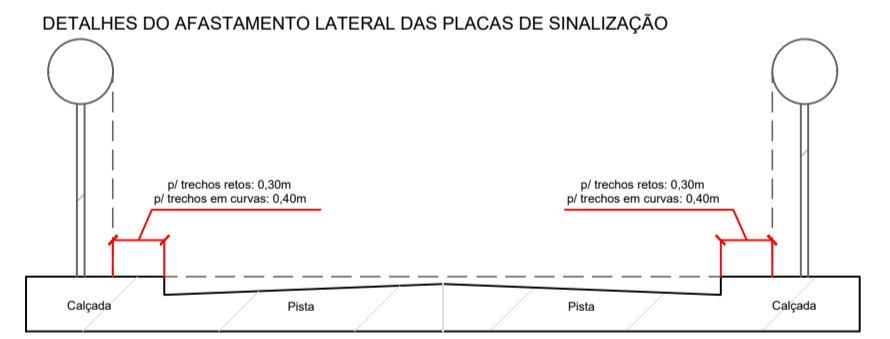 DETALHES DO AFASTAMENTO LATERAL DAS PLACAS DE SINALIZAÇÃO
p/ trechos retos: 0,30m
p/ trechos em curvas: 0,40m
p/ trechos retos: 0,30m
p/ trechos em curvas: 0,40m
Calçada
Pista
Pista
Calçada